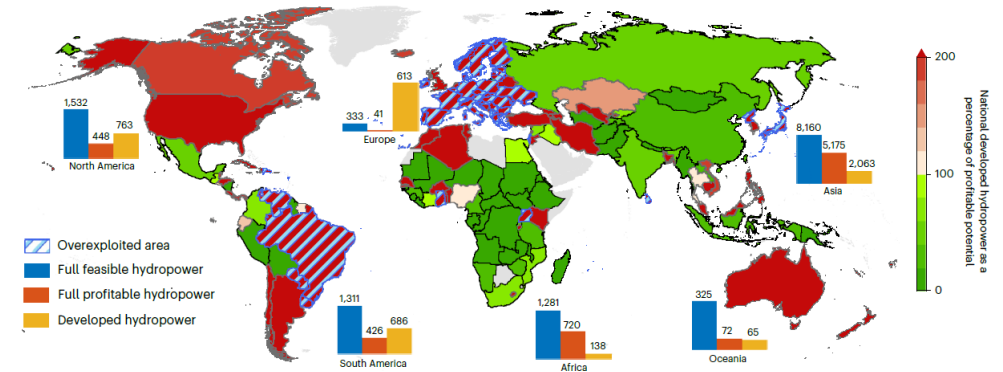 1,532
448
763
North America
333
41
613
Europe
8,160
5,175
2,063
Asia
1,311
426
686
South America
1,281
720
138
Africa
325
72
65
Oceania
Overexploited area
Full feasible hydropower
Full profitable hydropower
Developed hydropower
200
100
0
National developed hydropower as a
percentage of profitable potential